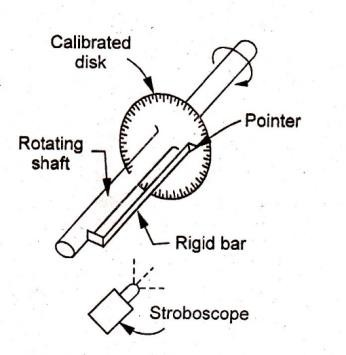 Calibrated
disk
Pointer
Rotating
shaft
Rigid bar
Stroboscope